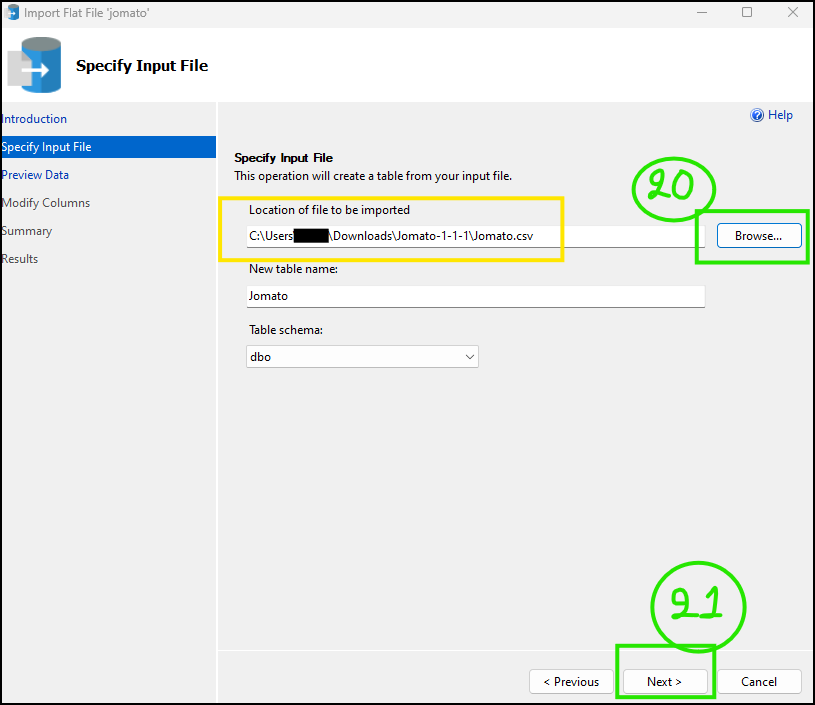 Import Flat File 'jomato'
Specify Input File
Introduction
Specify Input File
Preview Data
Modify Columns
Summary
Results
Help
Specify Input File
This operation will create a table from your input file.
Location of file to be imported
C:\Users\Downloads\Jomato-1-1-1\Jomato.csv
20
Browse...
New table name:
Jomato
Table schema:
dbo
21
< Previous
Next >
Cancel